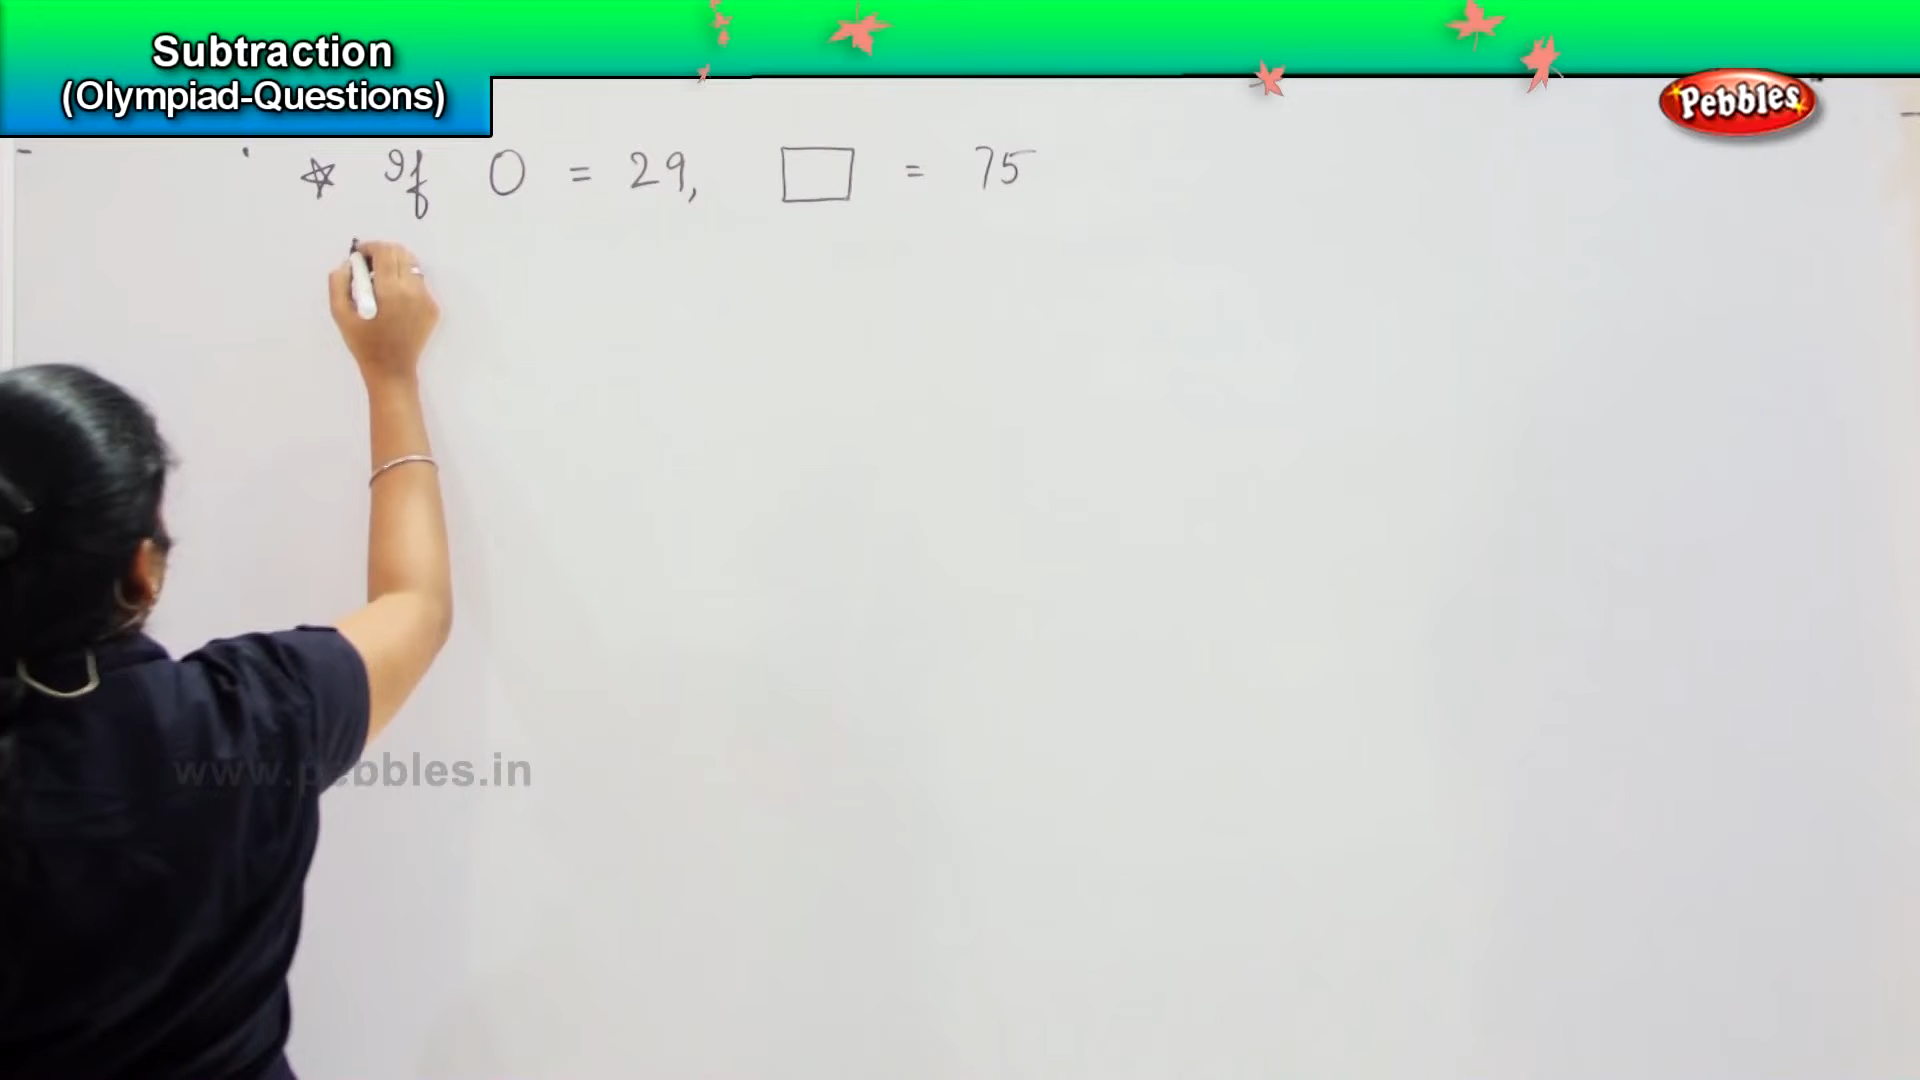 Subtraction
(Olympiad-Questions)
Pebbles
☆ If O = 29, □ = 75
www.pebbles.in